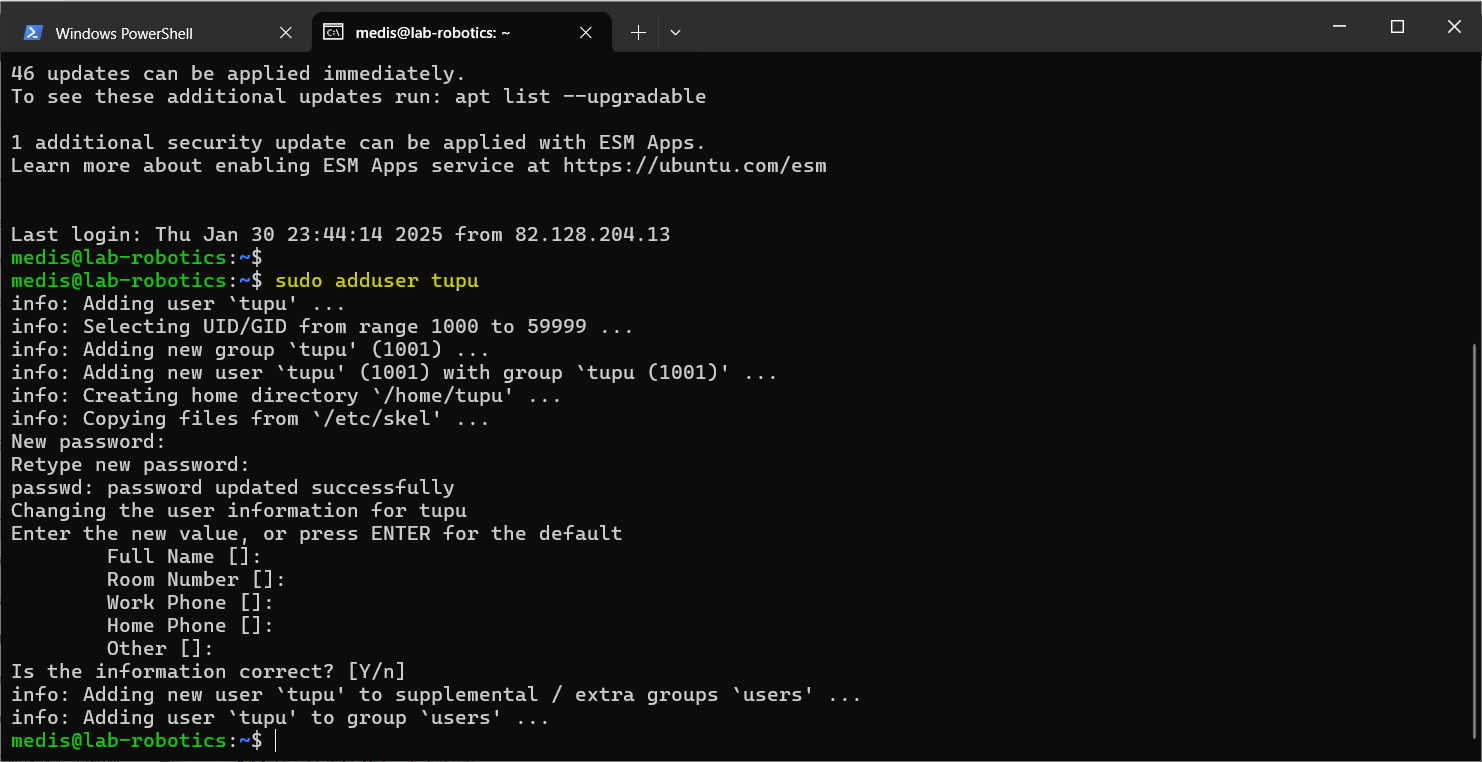 Windows PowerShell
medis@lab-robotics: ~
46 updates can be applied immediately.
To see these additional updates run: apt list --upgradable
1 additional security update can be applied with ESM Apps.
Learn more about enabling ESM Apps service at https://ubuntu.com/esm
Last login: Thu Jan 30 23:44:14 2025 from 82.128.204.13
medis@lab-robotics:~$
medis@lab-robotics:~$ sudo adduser tupu
info: Adding user `tupu' ...
info: Selecting UID/GID from range 1000 to 59999 ...
info: Adding new group `tupu' (1001) ...
info: Adding new user `tupu' (1001) with group `tupu (1001)' ...
info: Creating home directory `/home/tupu' ...
info: Copying files from `/etc/skel' ...
New password:
Retype new password:
passwd: password updated successfully
Changing the user information for tupu
Enter the new value, or press ENTER for the default
        Full Name []:
        Room Number []:
        Work Phone []:
        Home Phone []:
        Other []:
Is the information correct? [Y/n]
info: Adding new user `tupu' to supplemental / extra groups `users' ...
info: Adding user `tupu' to group `users' ...
medis@lab-robotics:~$